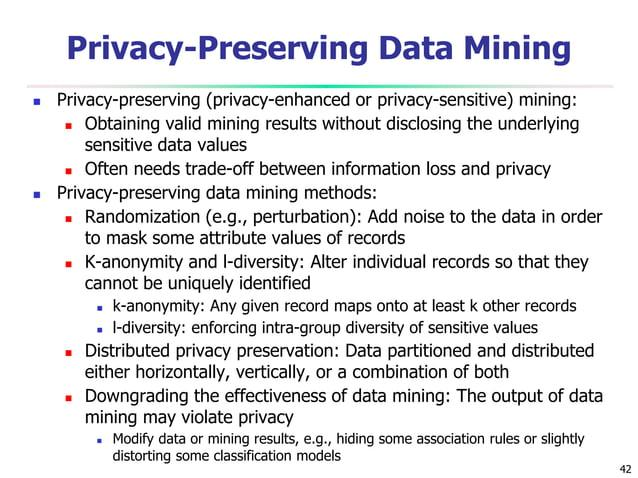 Privacy-Preserving Data Mining
Privacy-preserving (privacy-enhanced or privacy-sensitive) mining:
Obtaining valid mining results without disclosing the underlying
sensitive data values
Often needs trade-off between information loss and privacy
Privacy-preserving data mining methods:
Randomization (e.g., perturbation): Add noise to the data in order
to mask some attribute values of records
K-anonymity and l-diversity: Alter individual records so that they
cannot be uniquely identified
k-anonymity: Any given record maps onto at least k other records
l-diversity: enforcing intra-group diversity of sensitive values
Distributed privacy preservation: Data partitioned and distributed
either horizontally, vertically, or a combination of both
Downgrading the effectiveness of data mining: The output of data
mining may violate privacy
Modify data or mining results, e.g., hiding some association rules or slightly
distorting some classification models
42